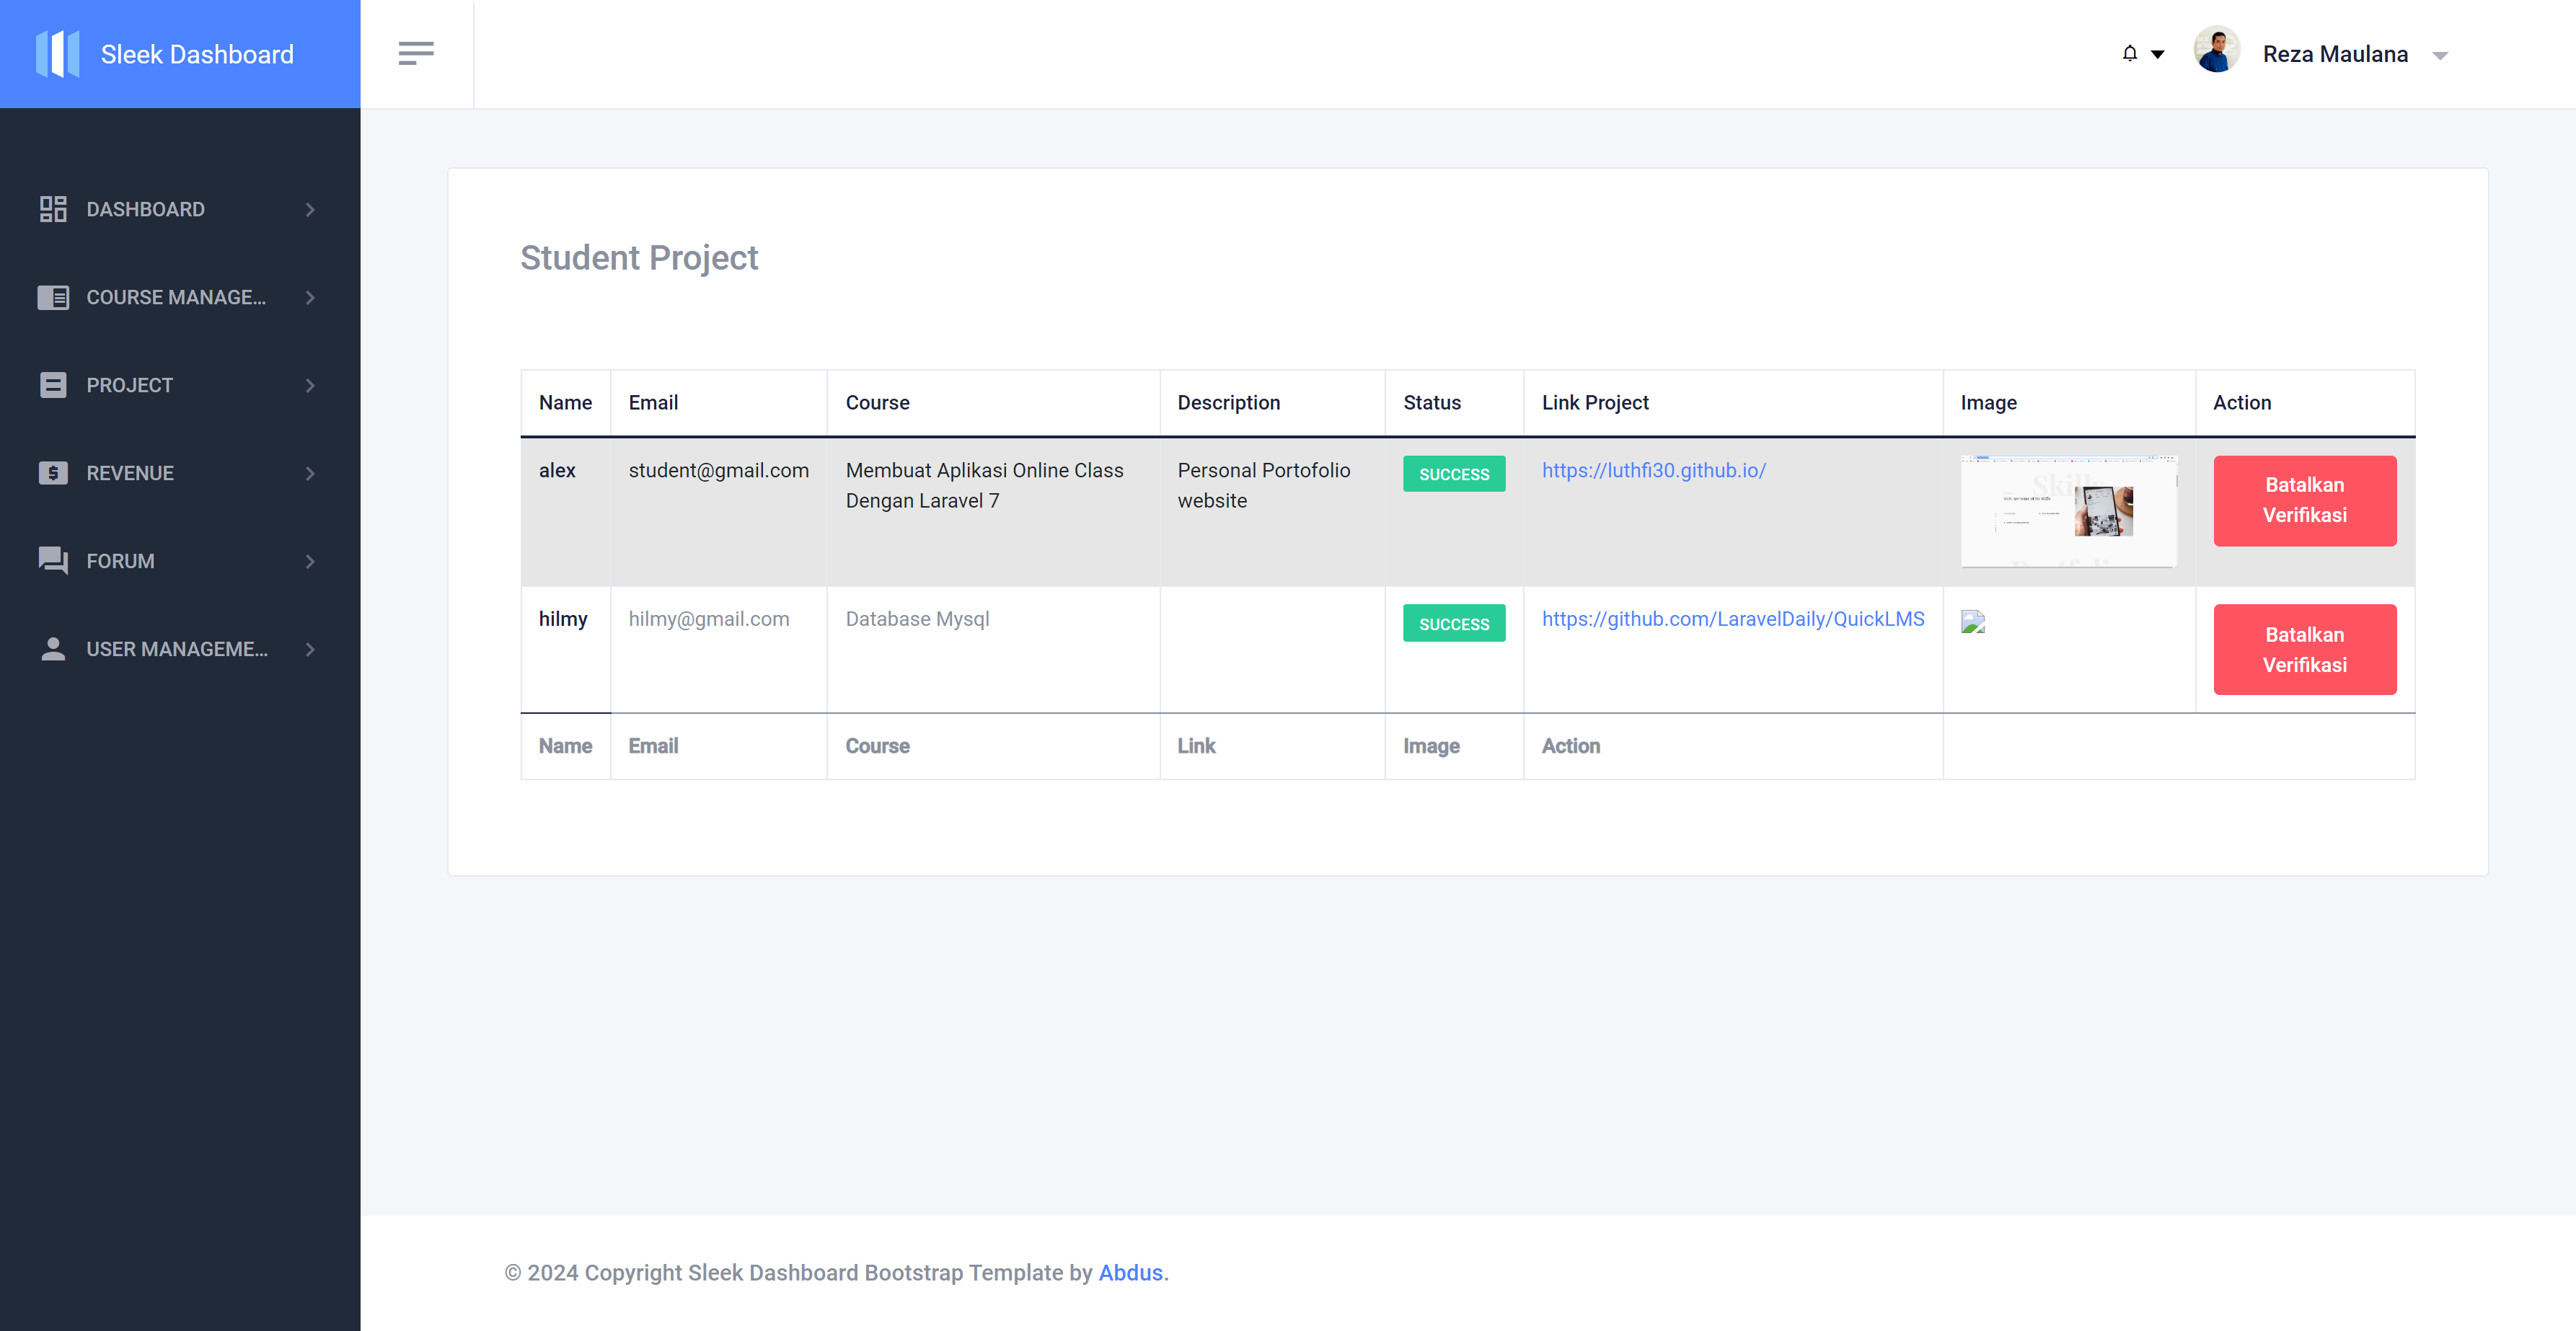 Sleek Dashboard
Reza Maulana
DASHBOARD
COURSE MANAGE...
PROJECT
REVENUE
FORUM
USER MANAGEME...
Student Project
Name Email Course Description Status Link Project Image Action
alex student@gmail.com Membuat Aplikasi Online Class Personal Portofolio SUCCESS https://luthfi30.github.io/ Batalkan
Dengan Laravel 7 website Verifikasi
Skills
hilmy hilmy@gmail.com Database Mysql SUCCESS https://github.com/LaravelDaily/QuickLMS Batalkan
Verifikasi
Name Email Course Link Image Action
© 2024 Copyright Sleek Dashboard Bootstrap Template by Abdus.